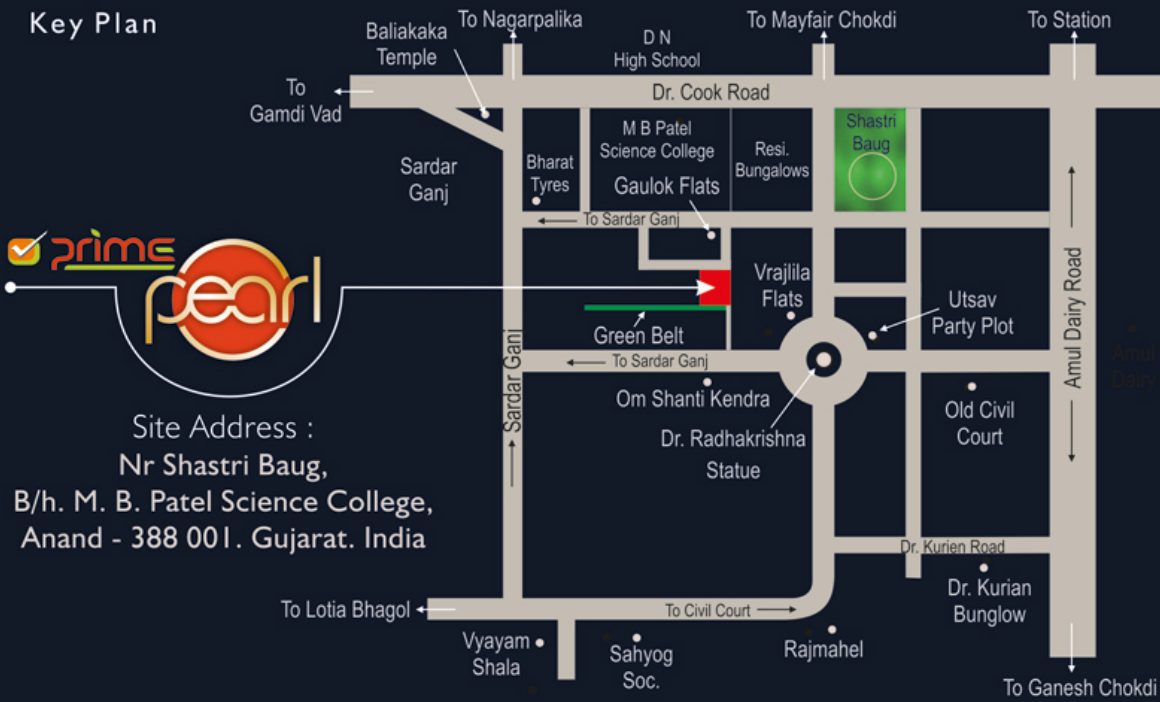 Key Plan
To Nagarpalika
To Mayfair Chokdi
To Station
Baliakaka
Temple
D N
High School
To
Gamdi Vad
Dr. Cook Road
Sardar
Ganj
Bharat
Tyres
M B Patel
Science College
Gaulok Flats
Resi.
Bungalows
Shastri
Baug
To Sardar Ganj
prime
pearl
Vrajlila
Flats
Utsav
Party Plot
Amul Dairy Road
Amul
Dairy
Green Belt
To Sardar Ganj
Sardar Ganj
Om Shanti Kendra
Dr. Radhakrishna
Statue
Old Civil
Court
Site Address :
Nr Shastri Baug,
B/h. M. B. Patel Science College,
Anand - 388 001. Gujarat. India
Dr. Kurien Road
Dr. Kurian
Bunglow
To Lotia Bhagol
To Civil Court
Vyayam
Shala
Sahyog
Soc.
Rajmahel
To Ganesh Chokdi